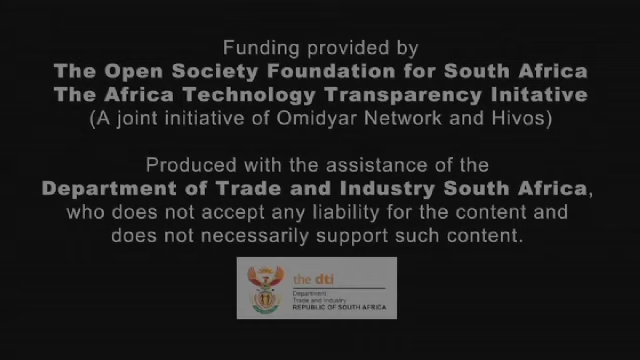 Funding provided by
The Open Society Foundation for South Africa
The Africa Technology Transparency Initative
(A joint initiative of Omidyar Network and Hivos)
Produced with the assistance of the
Department of Trade and Industry South Africa,
who does not accept any liability for the content and
does not necessarily support such content.
the dti
Department:
Trade and Industry
REPUBLIC OF SOUTH AFRICA